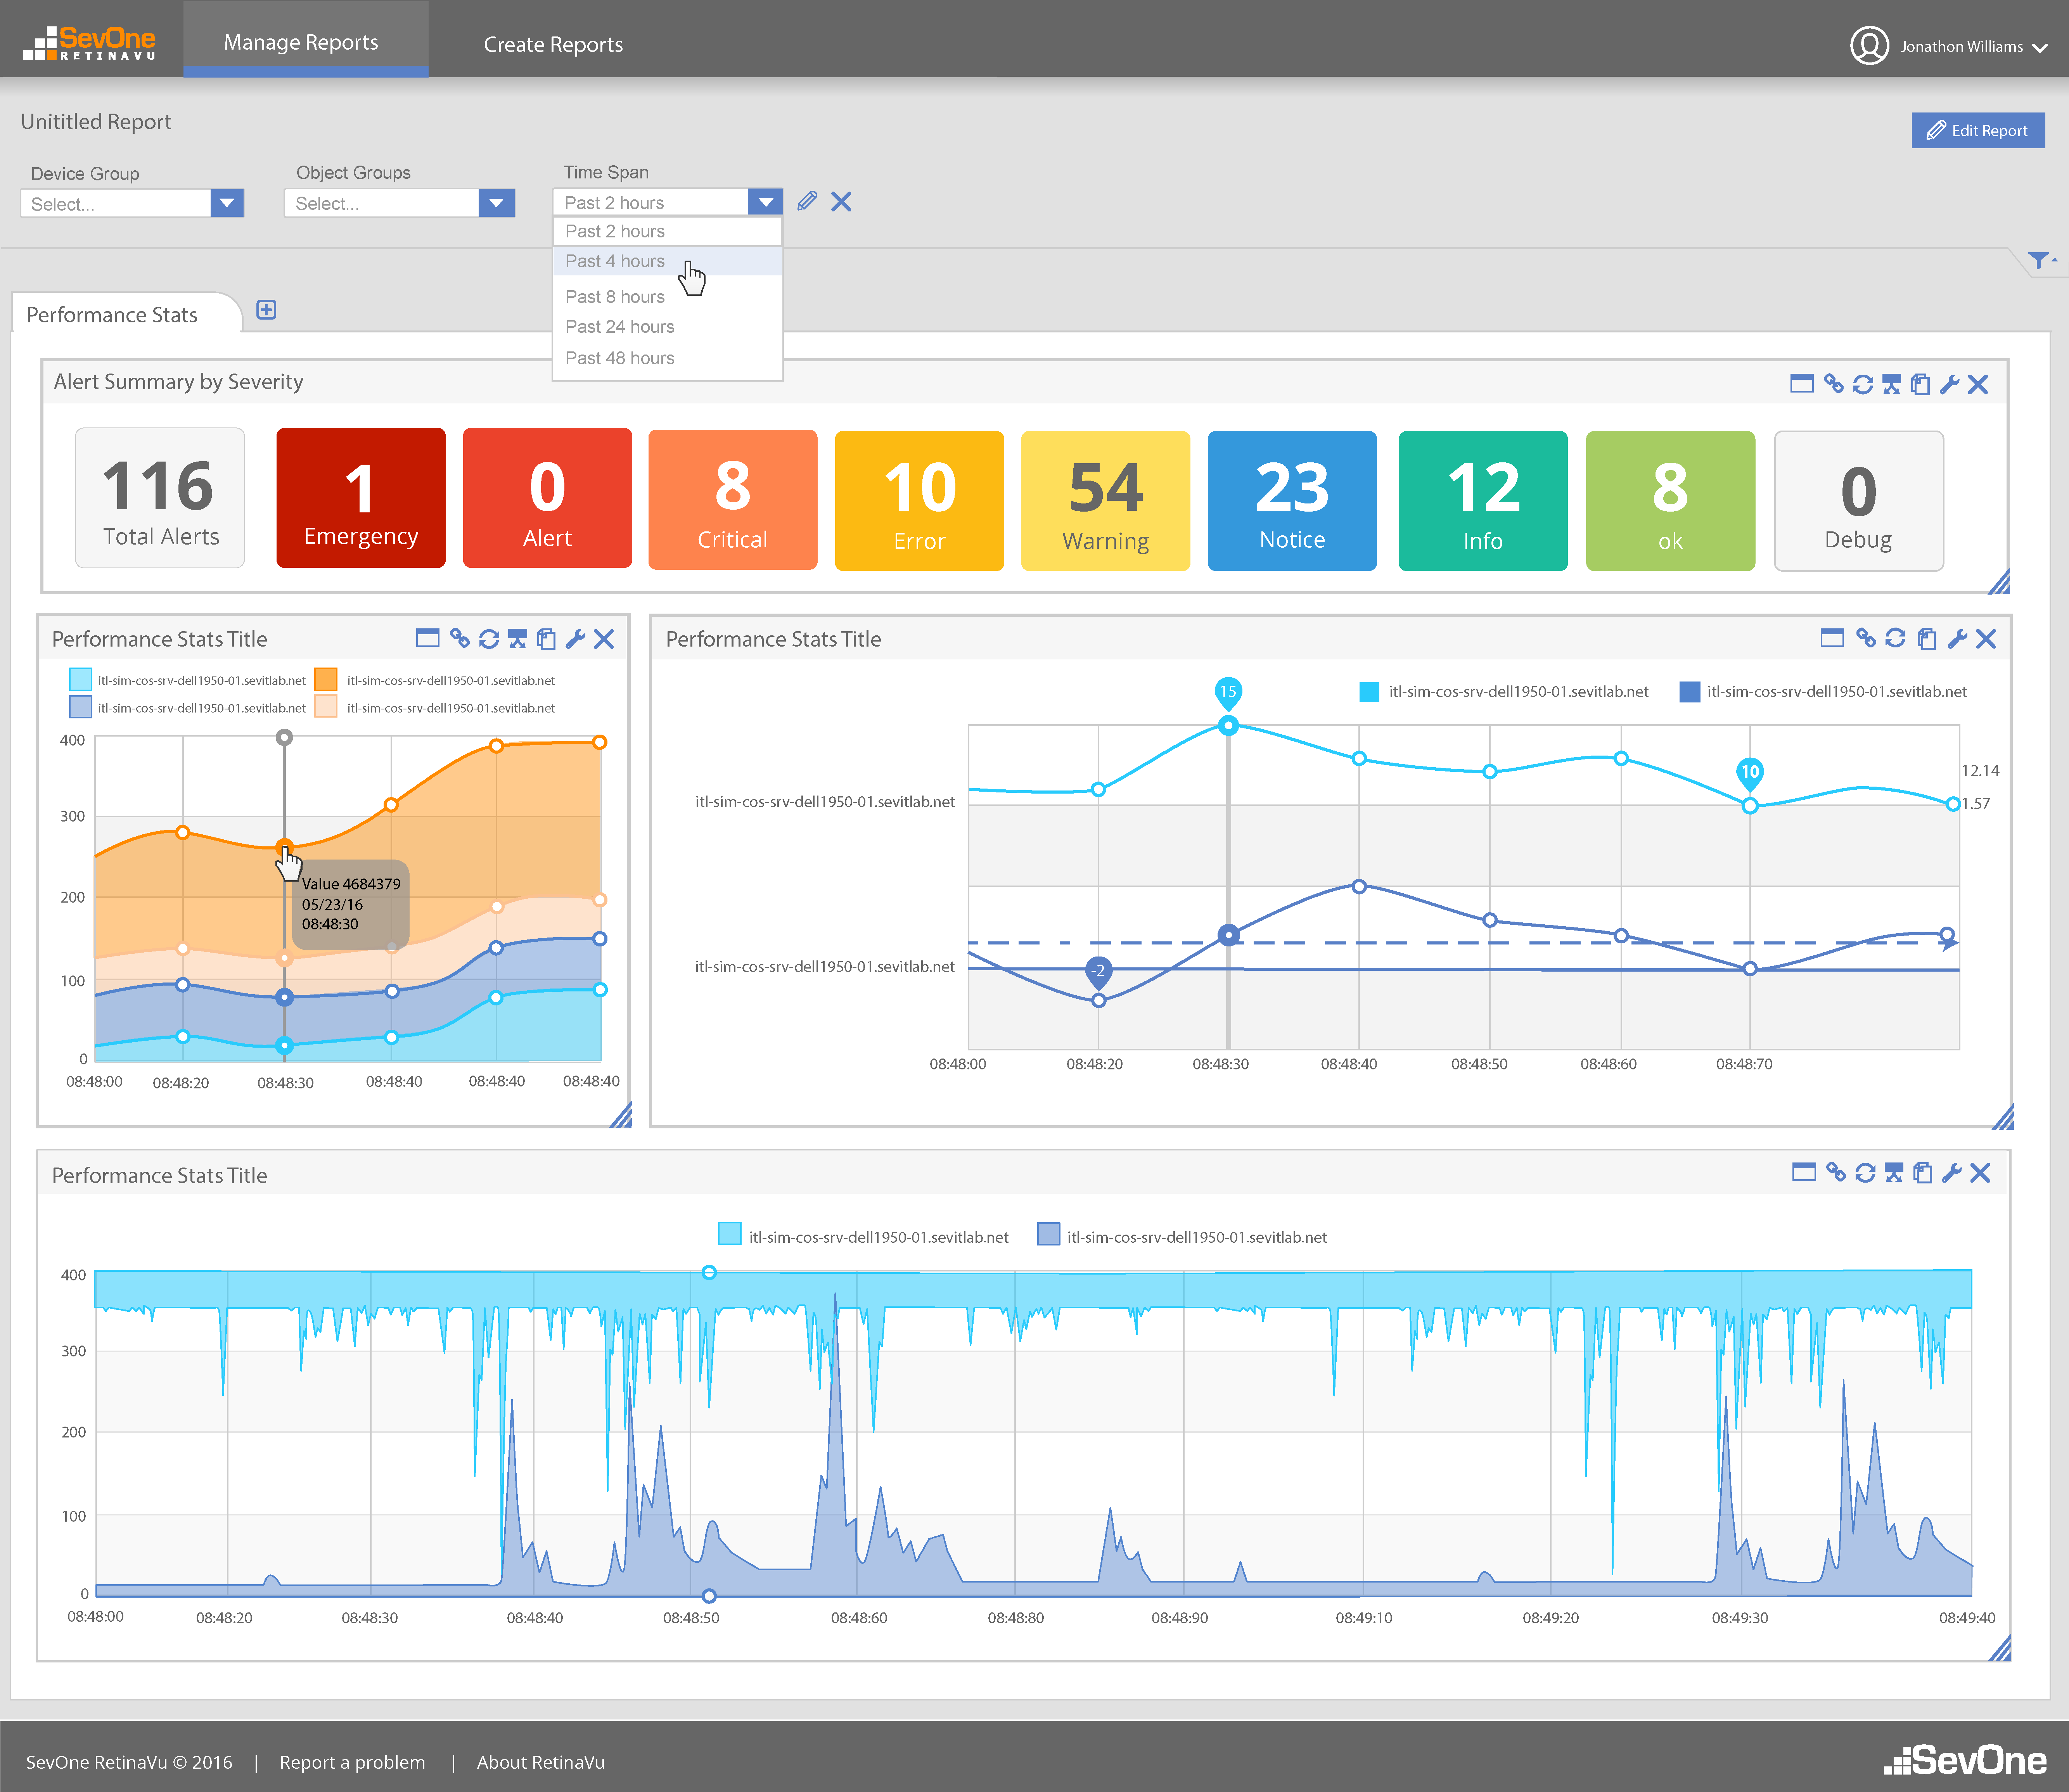 SevOne
RETINAVU
Manage Reports
Create Reports
Jonathon Williams
Unititled Report
Edit Report
Device Group
Object Groups
Time Span
Select...
Select...
Past 2 hours
Past 2 hours
Past 4 hours
Past 8 hours
Past 24 hours
Past 48 hours
Performance Stats
Alert Summary by Severity
116
Total Alerts
1
Emergency
0
Alert
8
Critical
10
Error
54
Warning
23
Notice
12
Info
8
ok
0
Debug
Performance Stats Title
itl-sim-cos-srv-dell1950-01.sevitlab.net
itl-sim-cos-srv-dell1950-01.sevitlab.net
itl-sim-cos-srv-dell1950-01.sevitlab.net
itl-sim-cos-srv-dell1950-01.sevitlab.net
400
300
200
100
0
Value 4684379
05/23/16
08:48:30
08:48:00
08:48:20
08:48:30
08:48:40
08:48:40
08:48:40
Performance Stats Title
itl-sim-cos-srv-dell1950-01.sevitlab.net
itl-sim-cos-srv-dell1950-01.sevitlab.net
15
10
12.14
1.57
itl-sim-cos-srv-dell1950-01.sevitlab.net
itl-sim-cos-srv-dell1950-01.sevitlab.net
-2
08:48:00
08:48:20
08:48:30
08:48:40
08:48:50
08:48:60
08:48:70
Performance Stats Title
itl-sim-cos-srv-dell1950-01.sevitlab.net
itl-sim-cos-srv-dell1950-01.sevitlab.net
400
300
200
100
0
08:48:00
08:48:20
08:48:30
08:48:40
08:48:50
08:48:60
08:48:80
08:48:90
08:49:10
08:49:20
08:49:30
08:49:40
SevOne RetinaVu © 2016 | Report a problem | About RetinaVu
SevOne